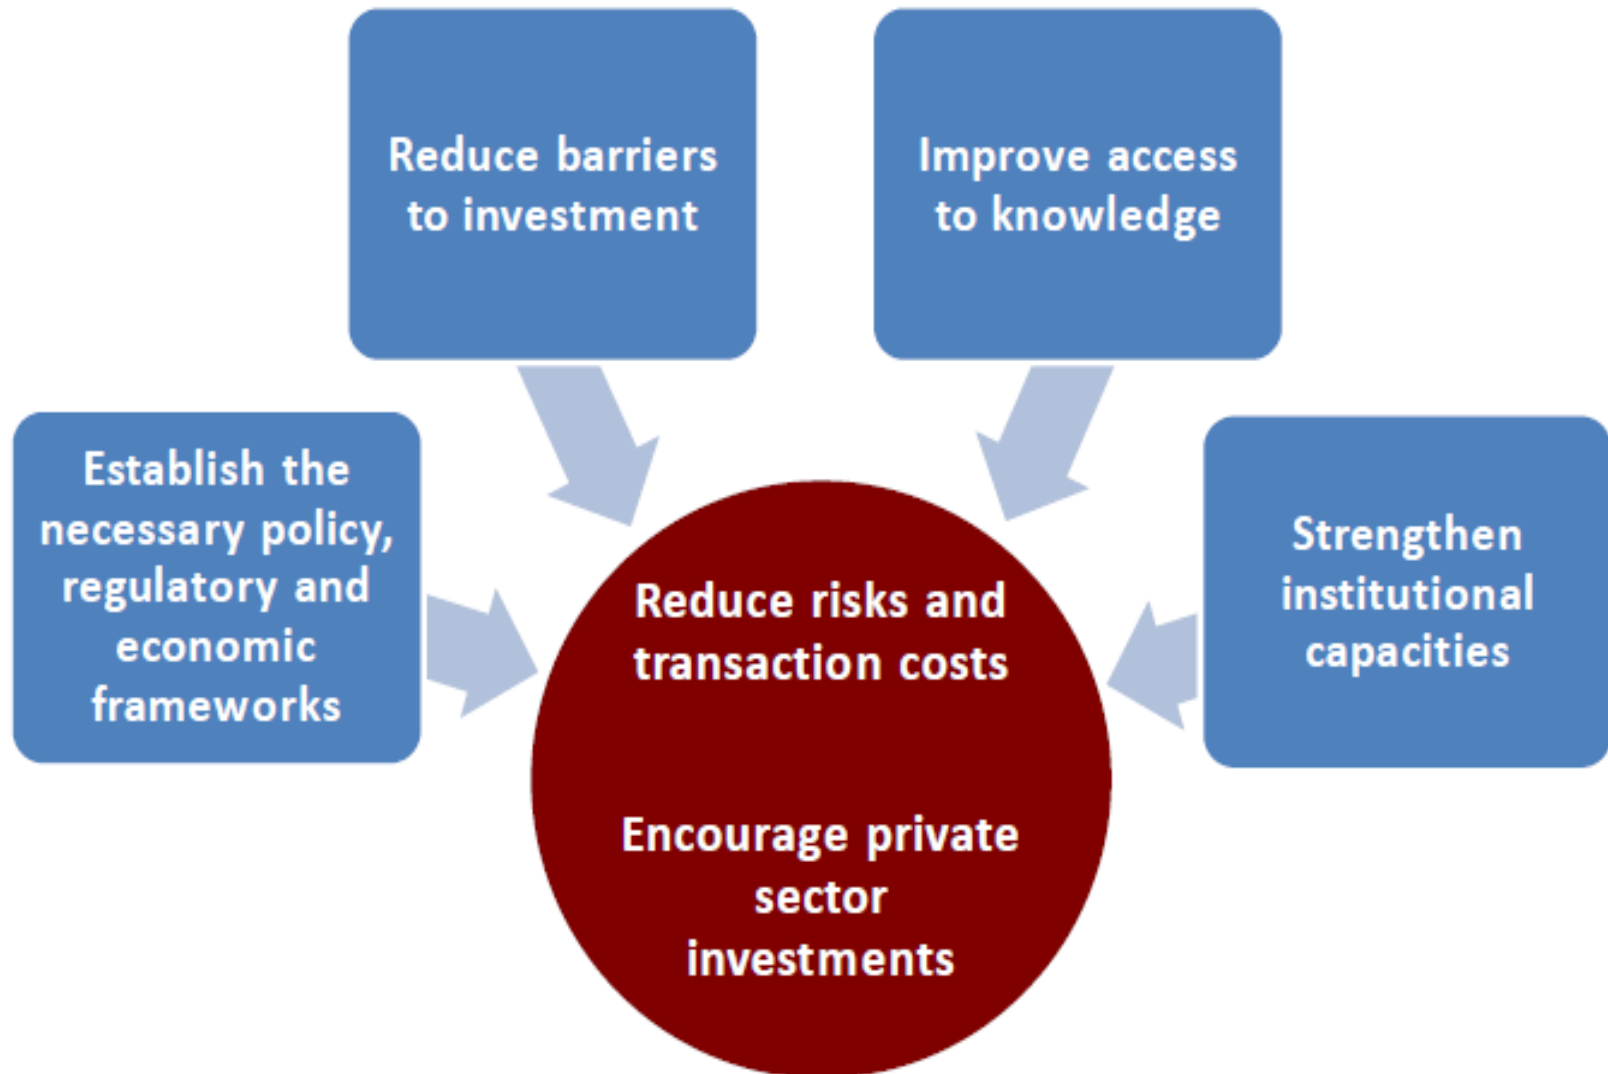 Reduce barriers
to investment
Improve access
to knowledge
Establish the
necessary policy,
regulatory and
economic
frameworks
Strengthen
institutional
capacities
Reduce risks and
transaction costs
Encourage private
sector
investments